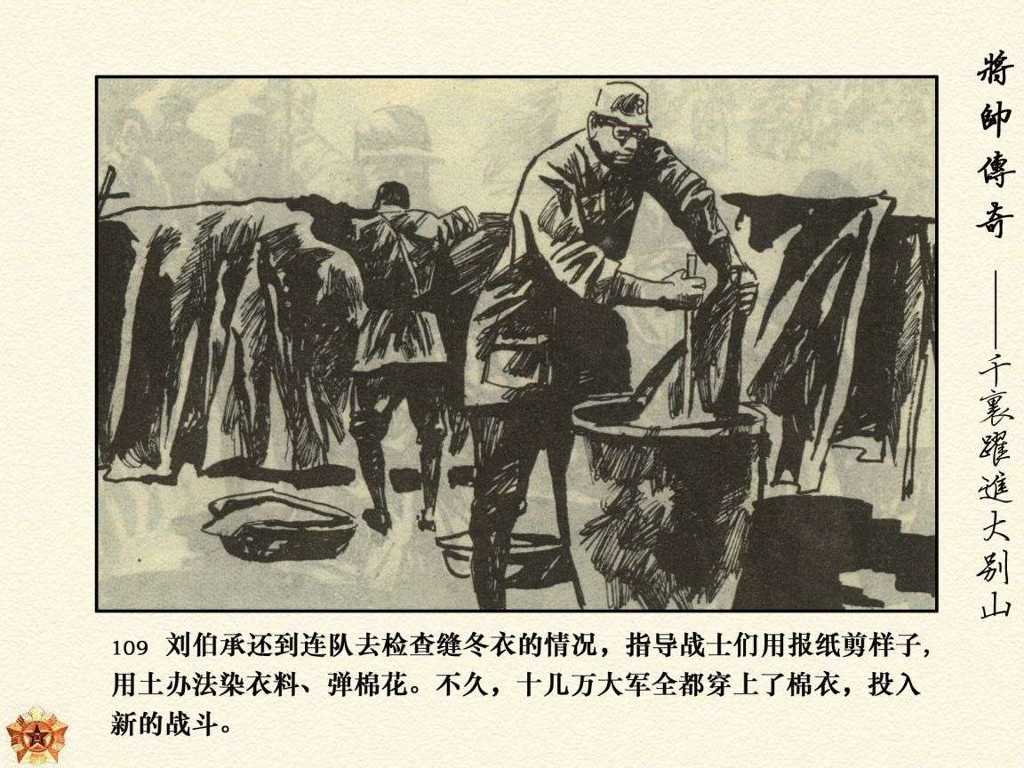 將帥傳奇 ——千裏躍進大别山
109 刘伯承还到连队去检查缝冬衣的情况，指导战士们用报纸剪样子，
用土办法染衣料、弹棉花。不久，十几万大军全都穿上了棉衣，投入
新的战斗。